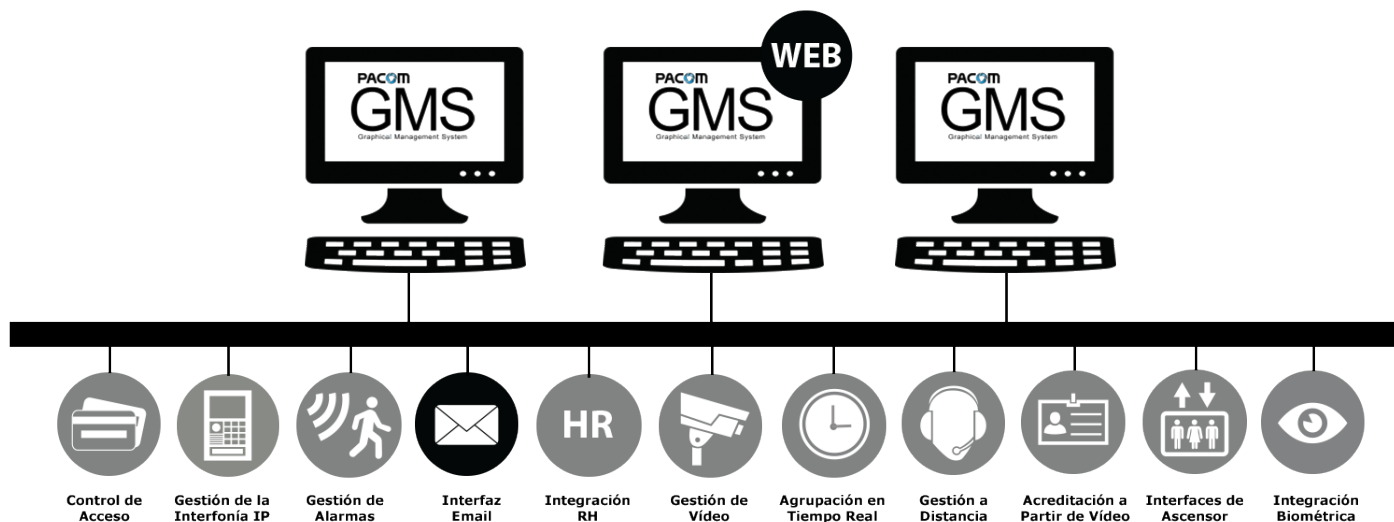 WEB
PACOM
GMS
Graphical Management System
PACOM
GMS
Graphical Management System
PACOM
GMS
Graphical Management System
HR
Control de
Acceso
Gestión de la
Interfonía IP
Gestión de
Alarmas
Interfaz
Email
Integración
RH
Gestión de
Vídeo
Agrupación en
Tiempo Real
Gestión a
Distancia
Acreditación a
Partir de Vídeo
Interfaces de
Ascensor
Integración
Biométrica